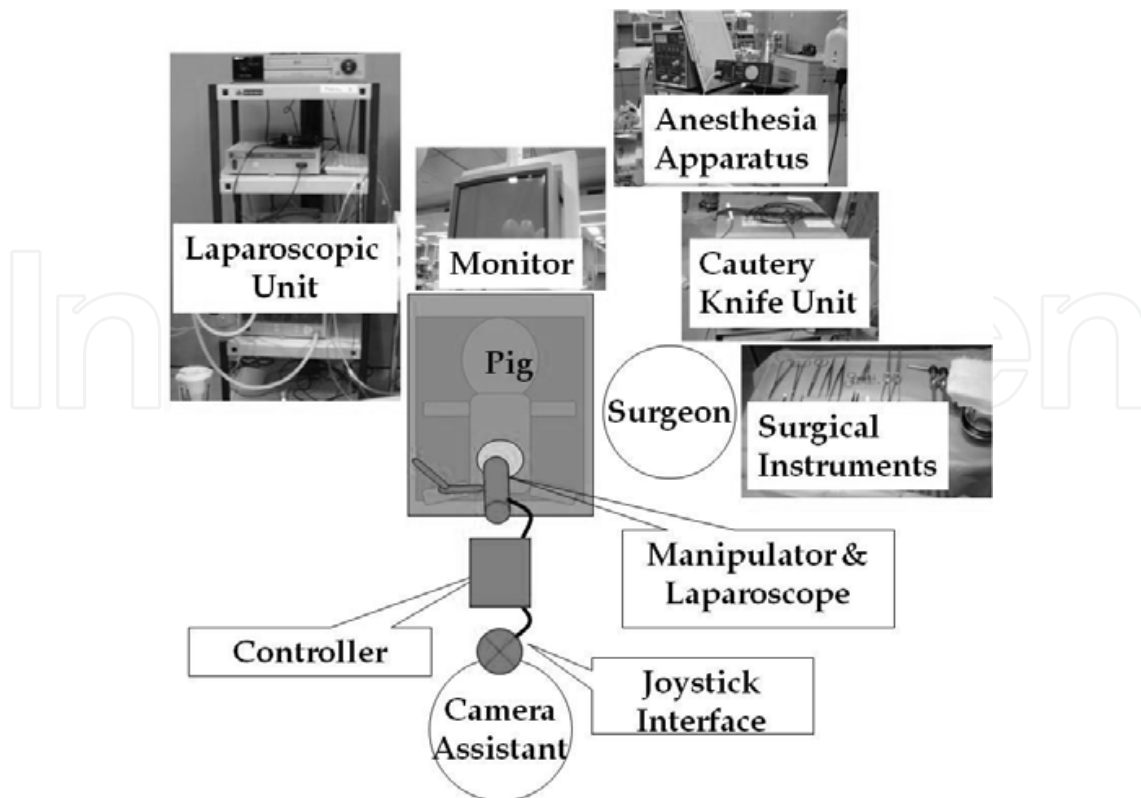 Anesthesia
Apparatus
Laparoscopic
Unit
Monitor
Cautery
Knife Unit
Pig
Surgeon
Surgical
Instruments
Manipulator &
Laparoscope
Controller
Joystick
Interface
Camera
Assistant